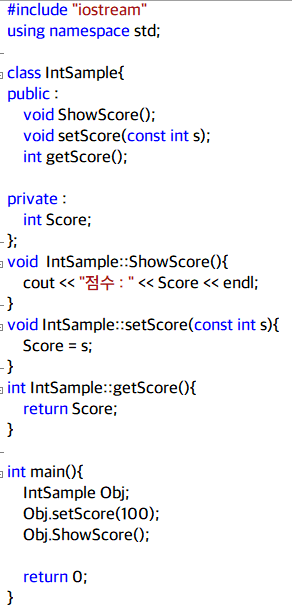 #include "iostream"
using namespace std;
class IntSample{
public :
void ShowScore();
void setScore(const int s);
int getScore();
private :
int Score;
};
void  IntSample::ShowScore(){
cout << "점수 : " << Score << endl;
}
void IntSample::setScore(const int s){
Score = s;
}
int IntSample::getScore(){
return Score;
}
int main(){
IntSample Obj;
Obj.setScore(100);
Obj.ShowScore();
return 0;
}